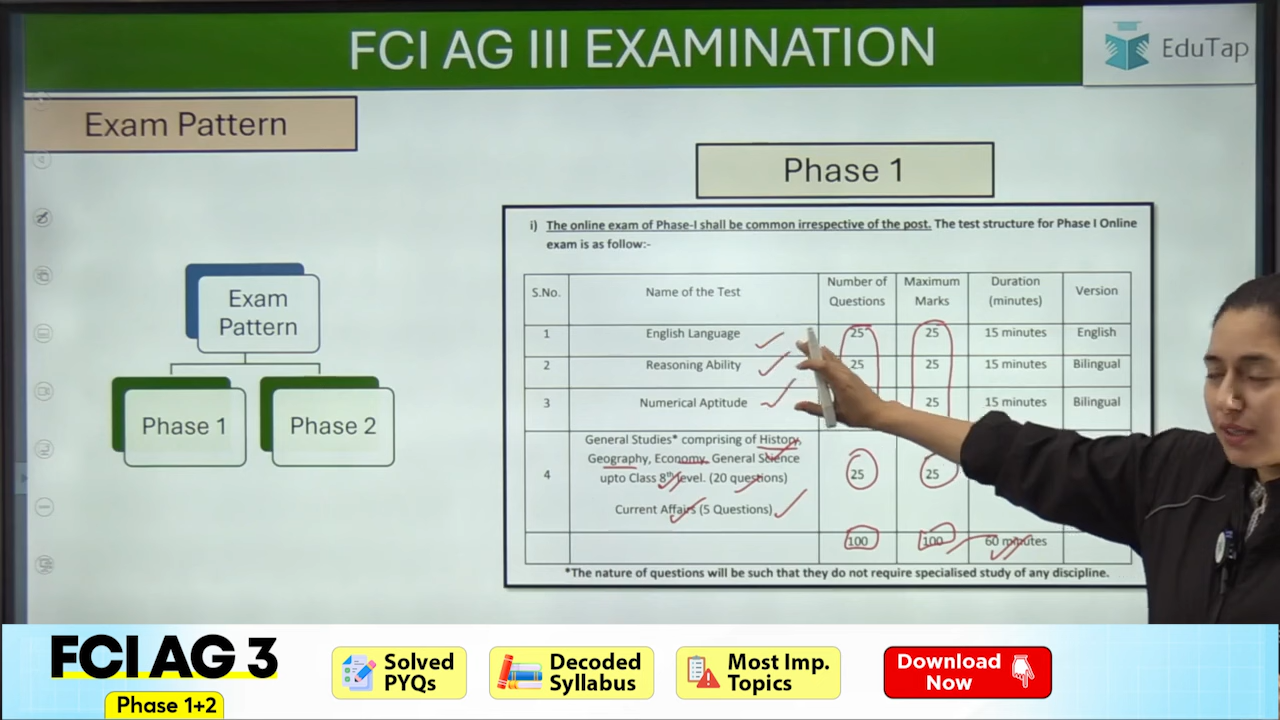 FCI AG III EXAMINATION
EduTap
Exam Pattern
Phase 1
Exam
Pattern
Phase 1
Phase 2
i) The online exam of Phase-I shall be common irrespective of the post. The test structure for Phase I Online
exam is as follow:-
S.No. Name of the Test Number of Questions Maximum Marks Duration (minutes) Version
1 English Language 25 25 15 minutes English
2 Reasoning Ability 25 25 15 minutes Bilingual
3 Numerical Aptitude 25 15 minutes Bilingual
General Studies* comprising of History,
Geography, Economy, General Science
4 upto Class 8th level. (20 questions) 25 25
Current Affairs (5 Questions)
100 100 60 minutes
*The nature of questions will be such that they do not require specialised study of any discipline.
FCI AG 3
Phase 1+2
Solved
PYQs
Decoded
Syllabus
Most Imp.
Topics
Download
Now